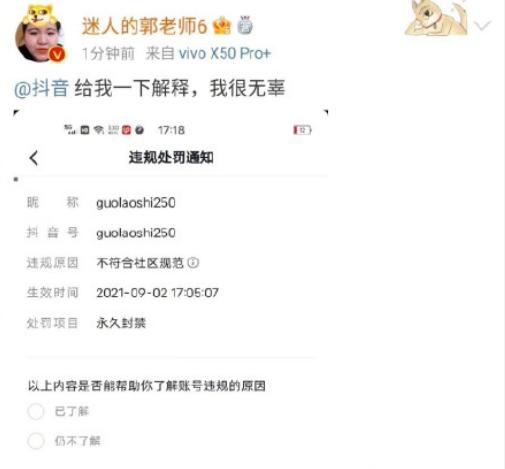 迷人的郭老师6
1分钟前 来自 vivo X50 Pro+
@抖音 给我一下解释，我很无辜
17:18
违规处罚通知
昵 称 guolaoshi250
抖 音 号 guolaoshi250
违规原因 不符合社区规范
生效时间 2021-09-02 17:05:07
处罚项目 永久封禁
以上内容是否能帮助你了解账号违规的原因
已了解
仍不了解